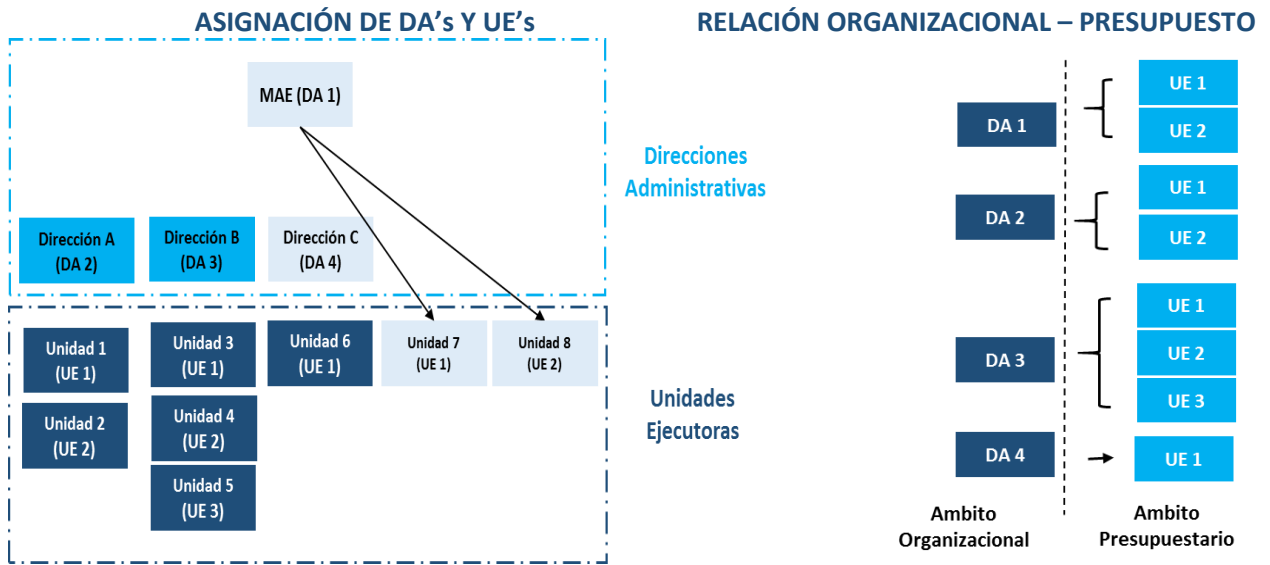 ASIGNACIÓN DE DA's Y UE's
MAE (DA 1)
Dirección A
(DA 2)
Dirección B
(DA 3)
Dirección C
(DA 4)
Unidad 1
(UE 1)
Unidad 2
(UE 2)
Unidad 3
(UE 1)
Unidad 4
(UE 2)
Unidad 5
(UE 3)
Unidad 6
(UE 1)
Unidad 7
(UE 1)
Unidad 8
(UE 2)
Direcciones
Administrativas
Unidades
Ejecutoras
RELACIÓN ORGANIZACIONAL – PRESUPUESTO
DA 1
UE 1
UE 2
DA 2
UE 1
UE 2
DA 3
UE 1
UE 2
UE 3
DA 4
UE 1
Ambito
Organizacional
Ambito
Presupuestario